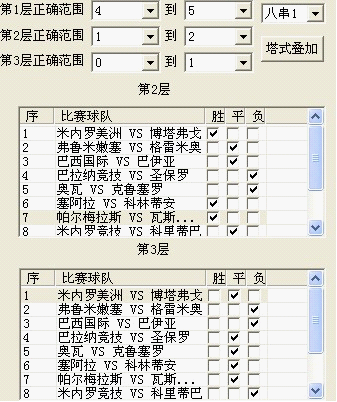 第1层正确范围 4 到 5 八串1
第2层正确范围 1 到 2 塔式叠加
第3层正确范围 0 到 1
第2层
序 比赛球队 胜 平 负
1 米内罗美洲 VS 博塔弗戈
2 弗鲁米嫩塞 VS 格雷米奥
3 巴西国际 VS 巴伊亚
4 巴拉纳竞技 VS 圣保罗
5 奥瓦 VS 克鲁塞罗
6 塞阿拉 VS 科林蒂安
7 帕尔梅拉斯 VS 瓦斯...
8 米内罗竞技 VS 科里蒂巴
第3层
序 比赛球队 胜 平 负
1 米内罗美洲 VS 博塔弗戈
2 弗鲁米嫩塞 VS 格雷米奥
3 巴西国际 VS 巴伊亚
4 巴拉纳竞技 VS 圣保罗
5 奥瓦 VS 克鲁塞罗
6 塞阿拉 VS 科林蒂安
7 帕尔梅拉斯 VS 瓦斯...
8 米内罗竞技 VS 科里蒂巴